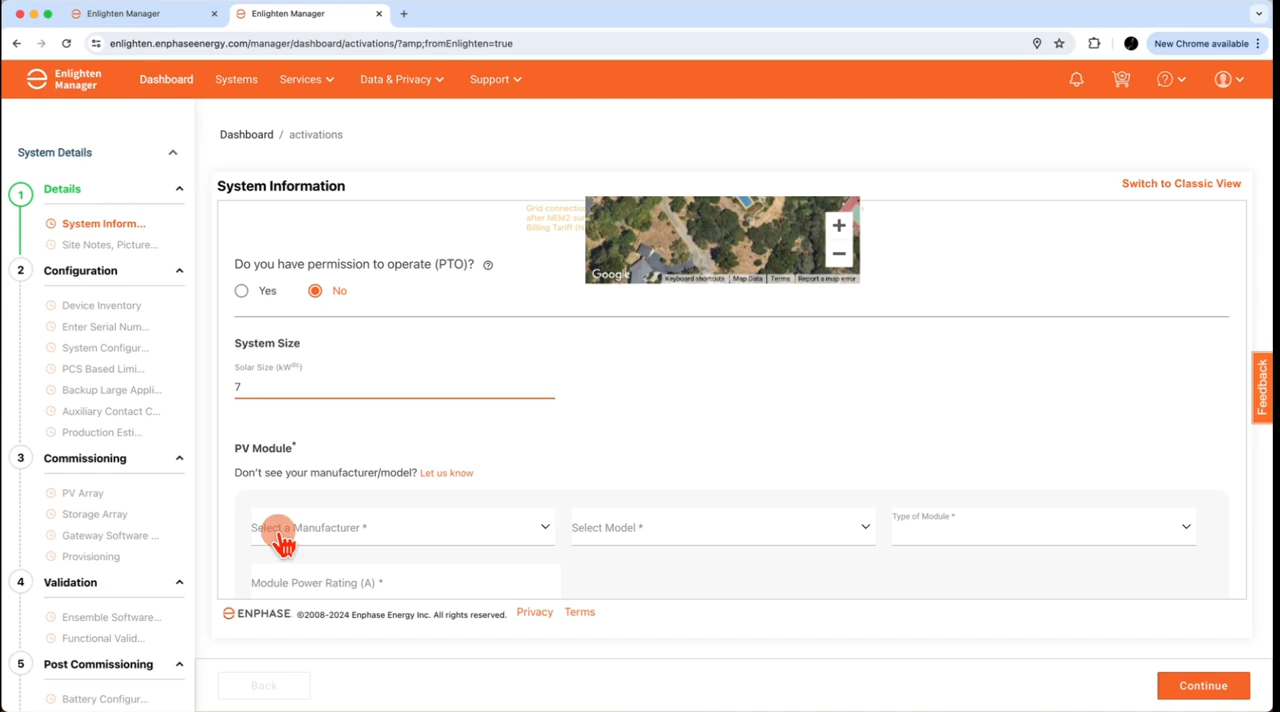 Enlighten Manager
Enlighten Manager
enlighten.enphaseenergy.com/manager/dashboard/activations/?amp;fromEnlighten=true
New Chrome available
Enlighten
Manager
Dashboard
Systems
Services
Data & Privacy
Support
System Details
1
Details
System Inform...
Site Notes, Picture...
2
Configuration
Device Inventory
Enter Serial Num...
System Configur...
PCS Based Limi...
Backup Large Appli...
Auxiliary Contact C...
Production Esti...
3
Commissioning
PV Array
Storage Array
Gateway Software ...
Provisioning
4
Validation
Ensemble Software...
Functional Valid...
5
Post Commissioning
Battery Configur...
Dashboard / activations
System Information
Switch to Classic View
Grid connectio
after NEM2 su
Billing Tariff (N
Google
Keyboard shortcuts
Map Data
Terms
Report a map error
Do you have permission to operate (PTO)?
Yes
No
System Size
Solar Size (kWdc)
7
PV Module*
Don't see your manufacturer/model? Let us know
Select a Manufacturer *
Select Model *
Type of Module *
Module Power Rating (A) *
ENPHASE ©2008-2024 Enphase Energy Inc. All rights reserved. Privacy Terms
Back
Continue
Feedback